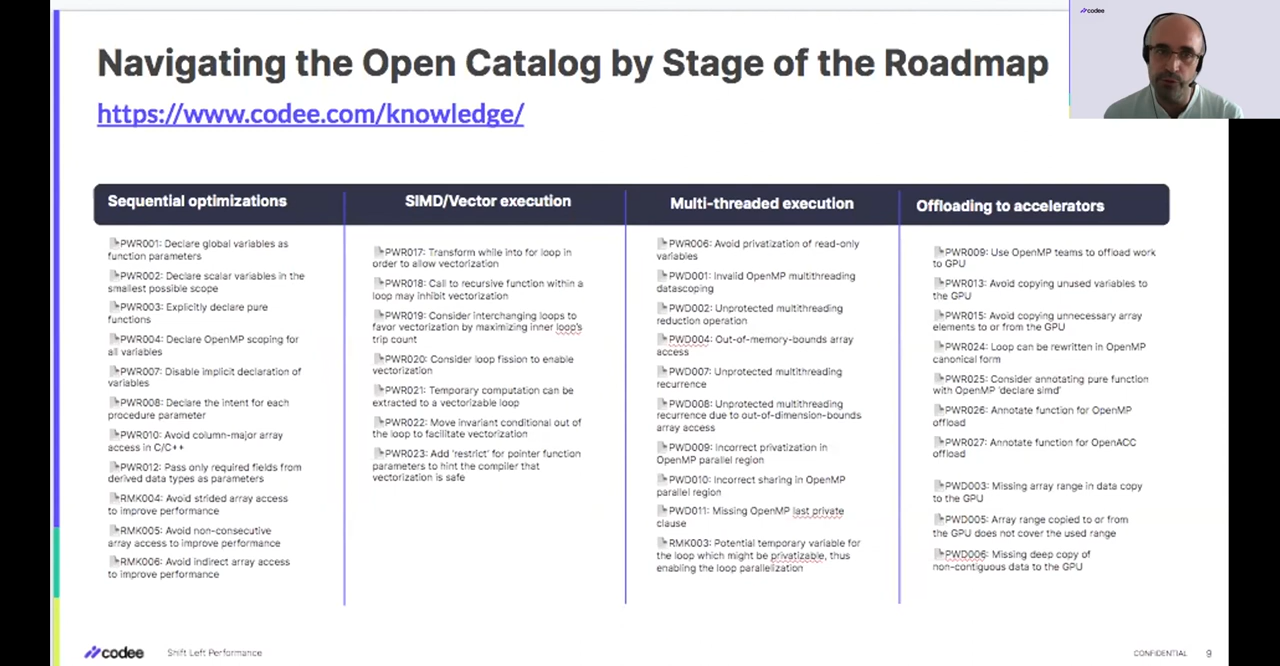 codee
Navigating the Open Catalog by Stage of the Roadmap
https://www.codee.com/knowledge/
Sequential optimizations
PWR001: Declare global variables as
function parameters
PWR002: Declare scalar variables in the
smallest possible scope
PWR003: Explicitly declare pure
functions
PWR004: Declare OpenMP scoping for
all variables
PWR007: Disable implicit declaration of
variables
PWR008: Declare the intent for each
procedure parameter
PWR010: Avoid column-major array
access in C/C++
PWR012: Pass only required fields from
derived data types as parameters
RMK004: Avoid strided array access
to improve performance
RMK005: Avoid non-consecutive
array access to improve performance
RMK006: Avoid indirect array access
to improve performance
SIMD/Vector execution
PWR017: Transform while into for loop in
order to allow vectorization
PWR018: Call to recursive function within a
loop may inhibit vectorization
PWR019: Consider interchanging loops to
favor vectorization by maximizing inner loop's
trip count
PWR020: Consider loop fission to enable
vectorization
PWR021: Temporary computation can be
extracted to a vectorizable loop
PWR022: Move invariant conditional out of
the loop to facilitate vectorization
PWR023: Add 'restrict' for pointer function
parameters to hint the compiler that
vectorization is safe
Multi-threaded execution
PWR006: Avoid privatization of read-only
variables
PWD001: Invalid OpenMP multithreading
datascoping
PWD002: Unprotected multithreading
reduction operation
PWD004: Out-of-memory-bounds array
access
PWD007: Unprotected multithreading
recurrence
PWD008: Unprotected multithreading
recurrence due to out-of-dimension-bounds
array access
PWD009: Incorrect privatization in
OpenMP parallel region
PWD010: Incorrect sharing in OpenMP
parallel region
PWD011: Missing OpenMP last private
clause
RMK003: Potential temporary variable for
the loop which might be privatizable, thus
enabling the loop parallelization
Offloading to accelerators
PWR009: Use OpenMP teams to offload work
to GPU
PWR013: Avoid copying unused variables to
the GPU
PWR015: Avoid copying unnecessary array
elements to or from the GPU
PWR024: Loop can be rewritten in OpenMP
canonical form
PWR025: Consider annotating pure function
with OpenMP 'declare simd'
PWR026: Annotate function for OpenMP
offload
PWR027: Annotate function for OpenACC
offload
PWD003: Missing array range in data copy
to the GPU
PWD005: Array range copied to or from
the GPU does not cover the used range
PWD006: Missing deep copy of
non-contiguous data to the GPU
codee
Shift Left Performance
CONFIDENTIAL 9